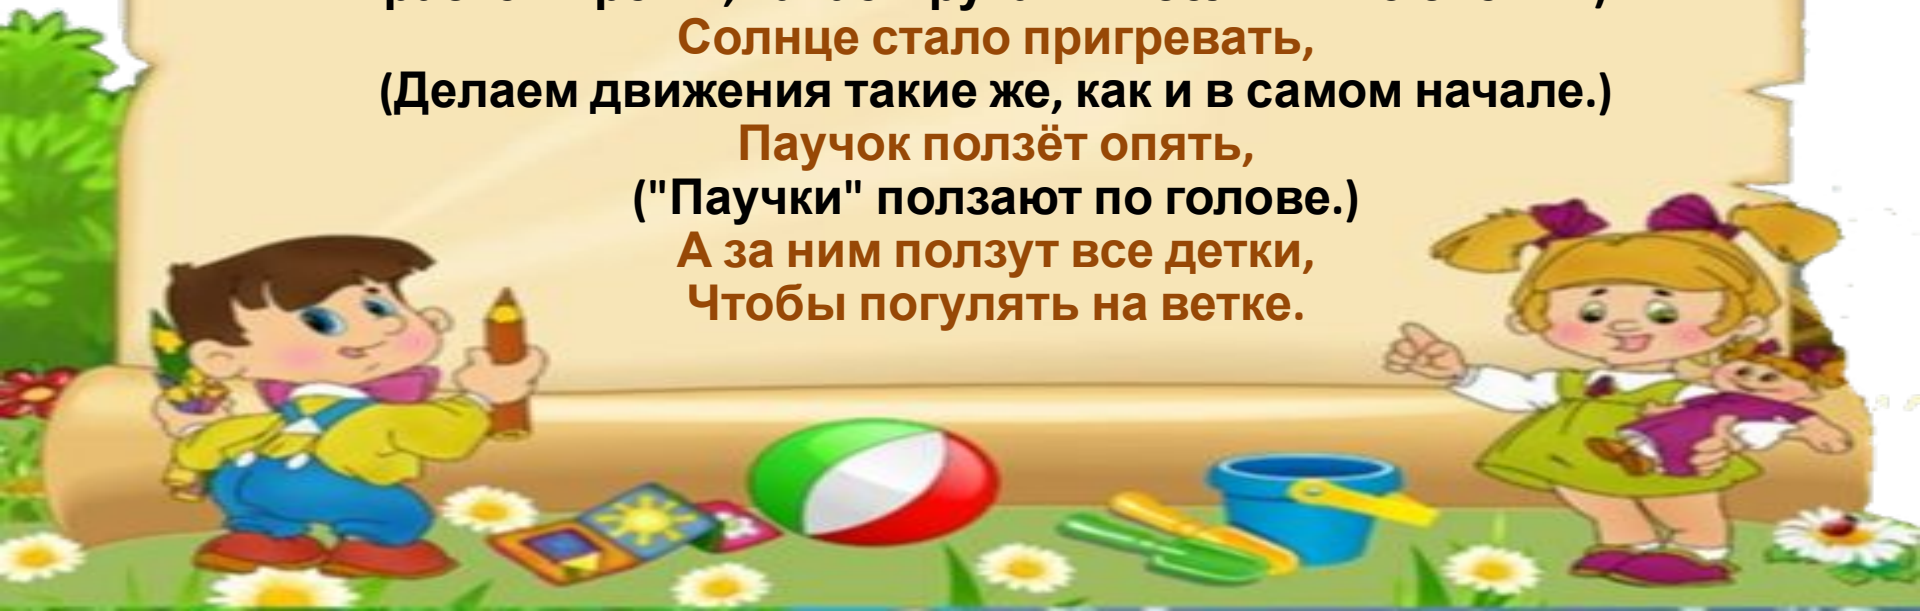 Солнце стало пригревать,
(Делаем движения такие же, как и в самом начале.)
Паучок ползёт опять,
("Паучки" ползают по голове.)
А за ним ползут все детки,
Чтобы погулять на ветке.